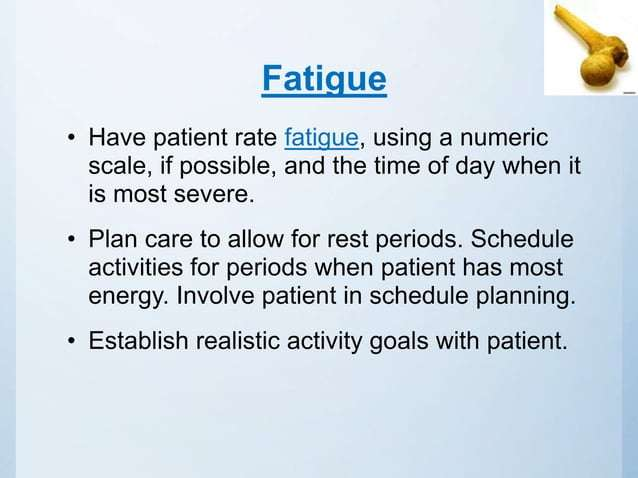 Fatigue
• Have patient rate fatigue, using a numeric
scale, if possible, and the time of day when it
is most severe.
• Plan care to allow for rest periods. Schedule
activities for periods when patient has most
energy. Involve patient in schedule planning.
• Establish realistic activity goals with patient.